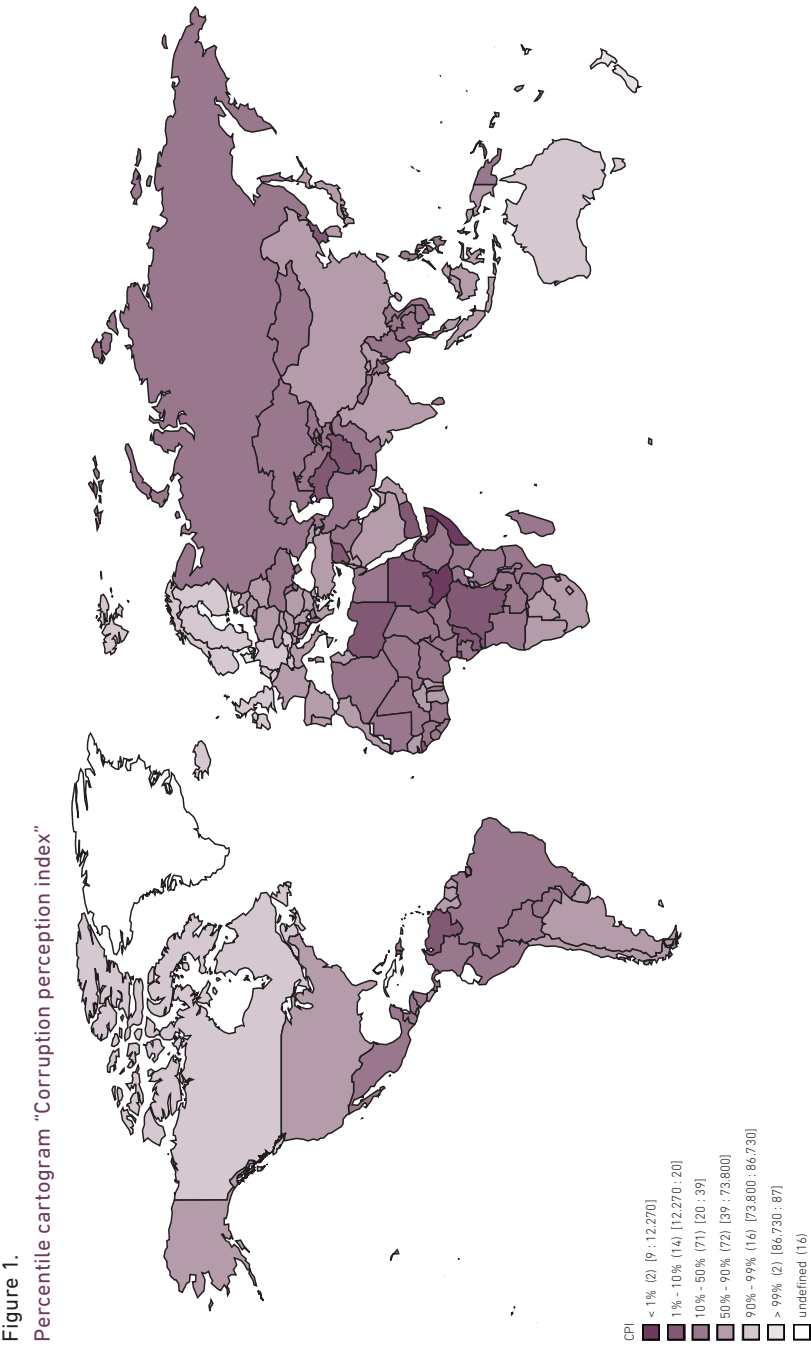 Figure 1.
Percentile cartogram “Corruption perception index”
CPI
< 1% (2) [9 : 12.270]
1% - 10% (14) [12.270 : 20]
10% - 50% (71) [20 : 39]
50% - 90% (72) [39 : 73.800]
90% - 99% (16) [73.800 : 86.730]
> 99% (2) [86.730 : 87]
undefined (16)